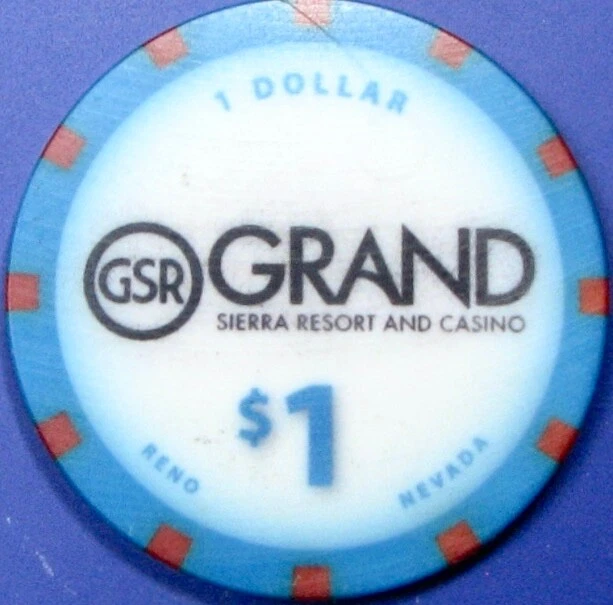 1 DOLLAR
GSR GRAND
SIERRA RESORT AND CASINO
$1
RENO NEVADA